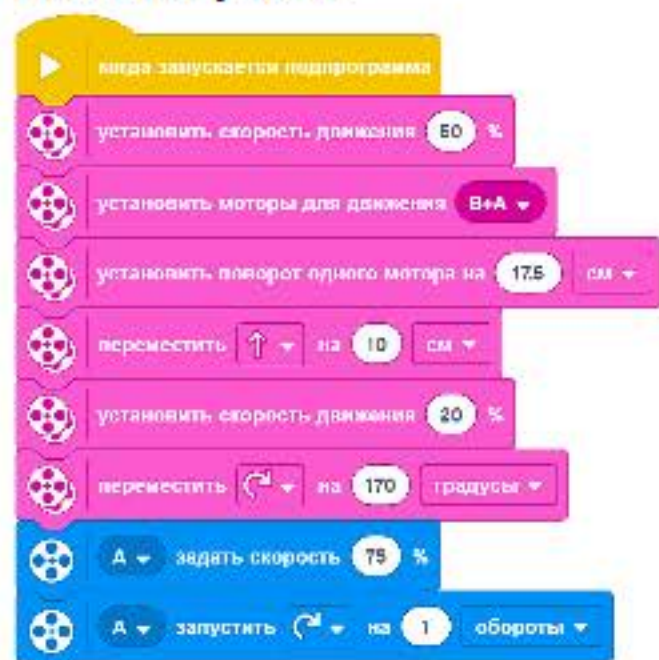 когда запускается подпрограмма
установить скорость движения 50 %
установить моторы для движения B+A
установить поворот одного мотора на 17.5 см
переместить на 10 см
установить скорость движения 20 %
переместить на 170 градусы
A задать скорость 75 %
A запустить на 1 обороты